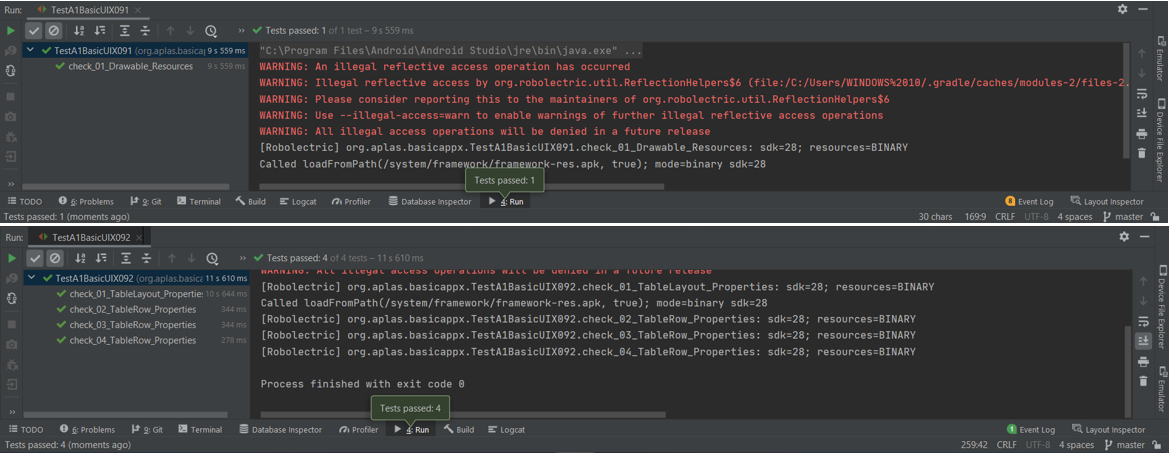 Run: TestA1BasicUIX091
Tests passed: 1 of 1 test – 9 s 559 ms
TestA1BasicUIX091 (org.aplas.basica 9 s 559 ms
check_01_Drawable_Resources 9 s 559 ms
"C:\Program Files\Android\Android Studio\jre\bin\java.exe" ...
WARNING: An illegal reflective access operation has occurred
WARNING: Illegal reflective access by org.robolectric.util.ReflectionHelpers$6 (file:/C:/Users/WINDOWS%2010/.gradle/caches/modules-2/files-2.
WARNING: Please consider reporting this to the maintainers of org.robolectric.util.ReflectionHelpers$6
WARNING: Use --illegal-access=warn to enable warnings of further illegal reflective access operations
WARNING: All illegal access operations will be denied in a future release
[Robolectric] org.aplas.basicappx.TestA1BasicUIX091.check_01_Drawable_Resources: sdk=28; resources=BINARY
Called loadFromPath(/system/framework/framework-res.apk, true); mode=binary sdk=28
Emulator
Device File Explorer
Tests passed: 1
TODO 6: Problems 9: Git Terminal Build Logcat Profiler Database Inspector 4: Run 8 Event Log Layout Inspector
Tests passed: 1 (moments ago) 30 chars 169:9 CRLF UTF-8 4 spaces master
Run: TestA1BasicUIX092
Tests passed: 4 of 4 tests – 11 s 610 ms
TestA1BasicUIX092 (org.aplas.basic 11 s 610 ms
check_01_TableLayout_Propertie 10 s 644 ms
check_02_TableRow_Properties 344 ms
check_03_TableRow_Properties 344 ms
check_04_TableRow_Properties 278 ms
WARNING: All illegal access operations will be denied in a future release
[Robolectric] org.aplas.basicappx.TestA1BasicUIX092.check_01_TableLayout_Properties: sdk=28; resources=BINARY
Called loadFromPath(/system/framework/framework-res.apk, true); mode=binary sdk=28
[Robolectric] org.aplas.basicappx.TestA1BasicUIX092.check_02_TableRow_Properties: sdk=28; resources=BINARY
[Robolectric] org.aplas.basicappx.TestA1BasicUIX092.check_03_TableRow_Properties: sdk=28; resources=BINARY
[Robolectric] org.aplas.basicappx.TestA1BasicUIX092.check_04_TableRow_Properties: sdk=28; resources=BINARY
Process finished with exit code 0
Device File Explorer
Emulator
Tests passed: 4
TODO 6: Problems 9: Git Terminal Database Inspector Profiler 4: Run Build Logcat 1 Event Log Layout Inspector
Tests passed: 4 (moments ago) 259:42 CRLF UTF-8 4 spaces master